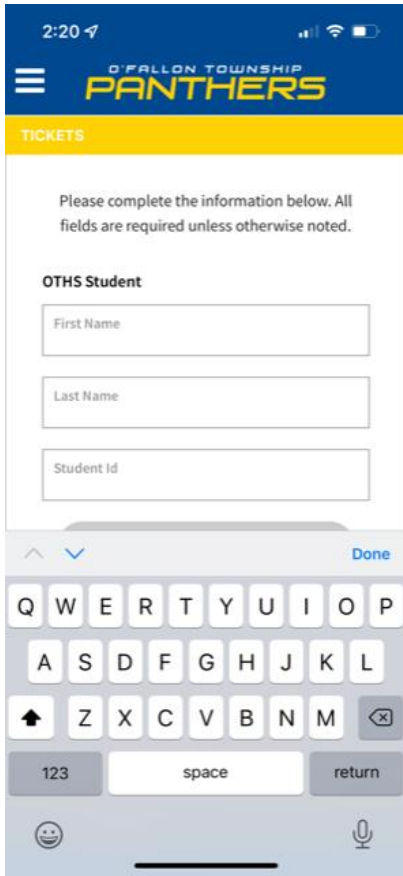 2:20
O'FALLON TOWNSHIP
PANTHERS
TICKETS
Please complete the information below. All
fields are required unless otherwise noted.
OTHS Student
First Name
Last Name
Student Id
Done
Q W E R T Y U I O P
A S D F G H J K L
Z X C V B N M
123 space return